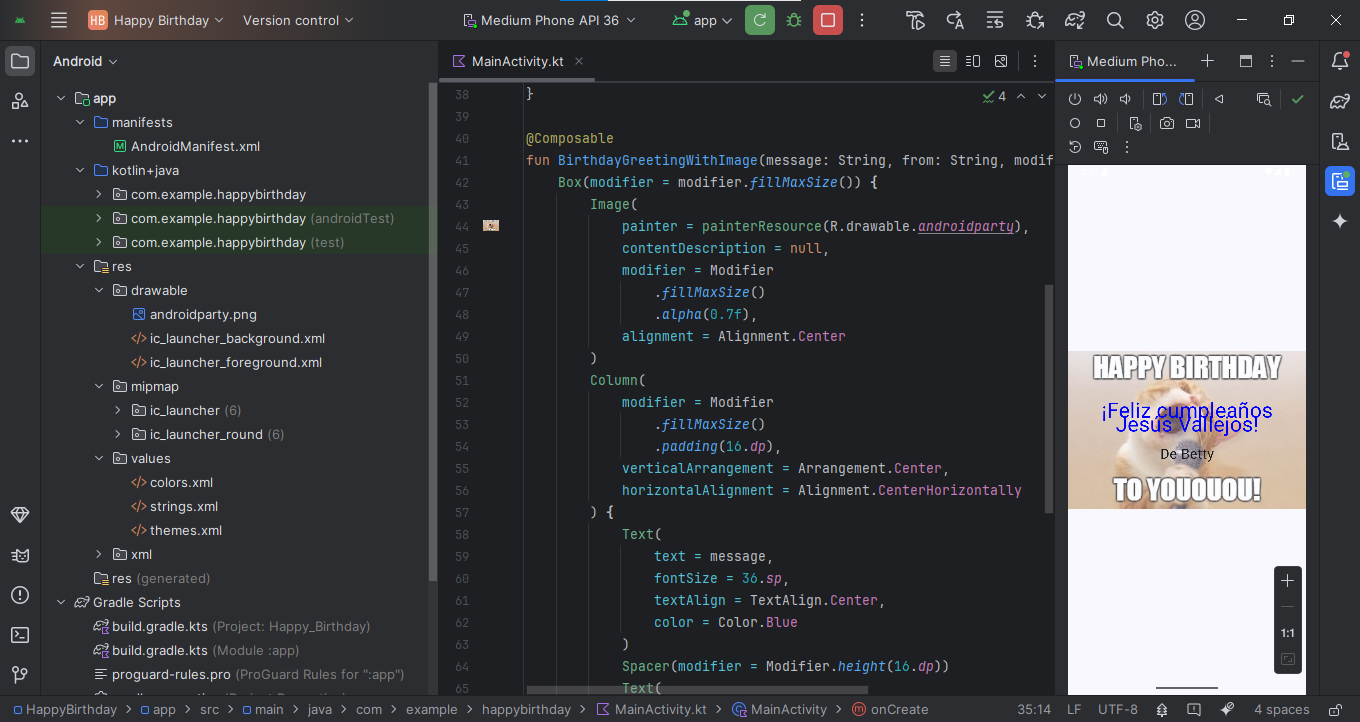 HB Happy Birthday Version control Medium Phone API 36 app
Android
app
manifests
AndroidManifest.xml
kotlin+java
com.example.happybirthday
com.example.happybirthday (androidTest)
com.example.happybirthday (test)
res
drawable
androidparty.png
ic_launcher_background.xml
ic_launcher_foreground.xml
mipmap
ic_launcher (6)
ic_launcher_round (6)
values
colors.xml
strings.xml
themes.xml
xml
res (generated)
Gradle Scripts
build.gradle.kts (Project: Happy_Birthday)
build.gradle.kts (Module :app)
proguard-rules.pro (ProGuard Rules for ":app")
MainActivity.kt
4
38 }
39
40 @Composable
41 fun BirthdayGreetingWithImage(message: String, from: String, modif
42 Box(modifier = modifier.fillMaxSize()) {
43 Image(
44 painter = painterResource(R.drawable.androidparty),
45 contentDescription = null,
46 modifier = Modifier
47 .fillMaxSize()
48 .alpha(0.7f),
49 alignment = Alignment.Center
50 )
51 Column(
52 modifier = Modifier
53 .fillMaxSize()
54 .padding(16.dp),
55 verticalArrangement = Arrangement.Center,
56 horizontalAlignment = Alignment.CenterHorizontally
57 ) {
58 Text(
59 text = message,
60 fontSize = 36.sp,
61 textAlign = TextAlign.Center,
62 color = Color.Blue
63 )
64 Spacer(modifier = Modifier.height(16.dp))
65 Text(
Medium Pho...
HAPPY BIRTHDAY
¡Feliz cumpleaños
Jesús Vallejos!
De Betty
TO YOUOUOU!
1:1
HappyBirthday app src main java com example happybirthday MainActivity.kt MainActivity onCreate 35:14 LF UTF-8 4 spaces